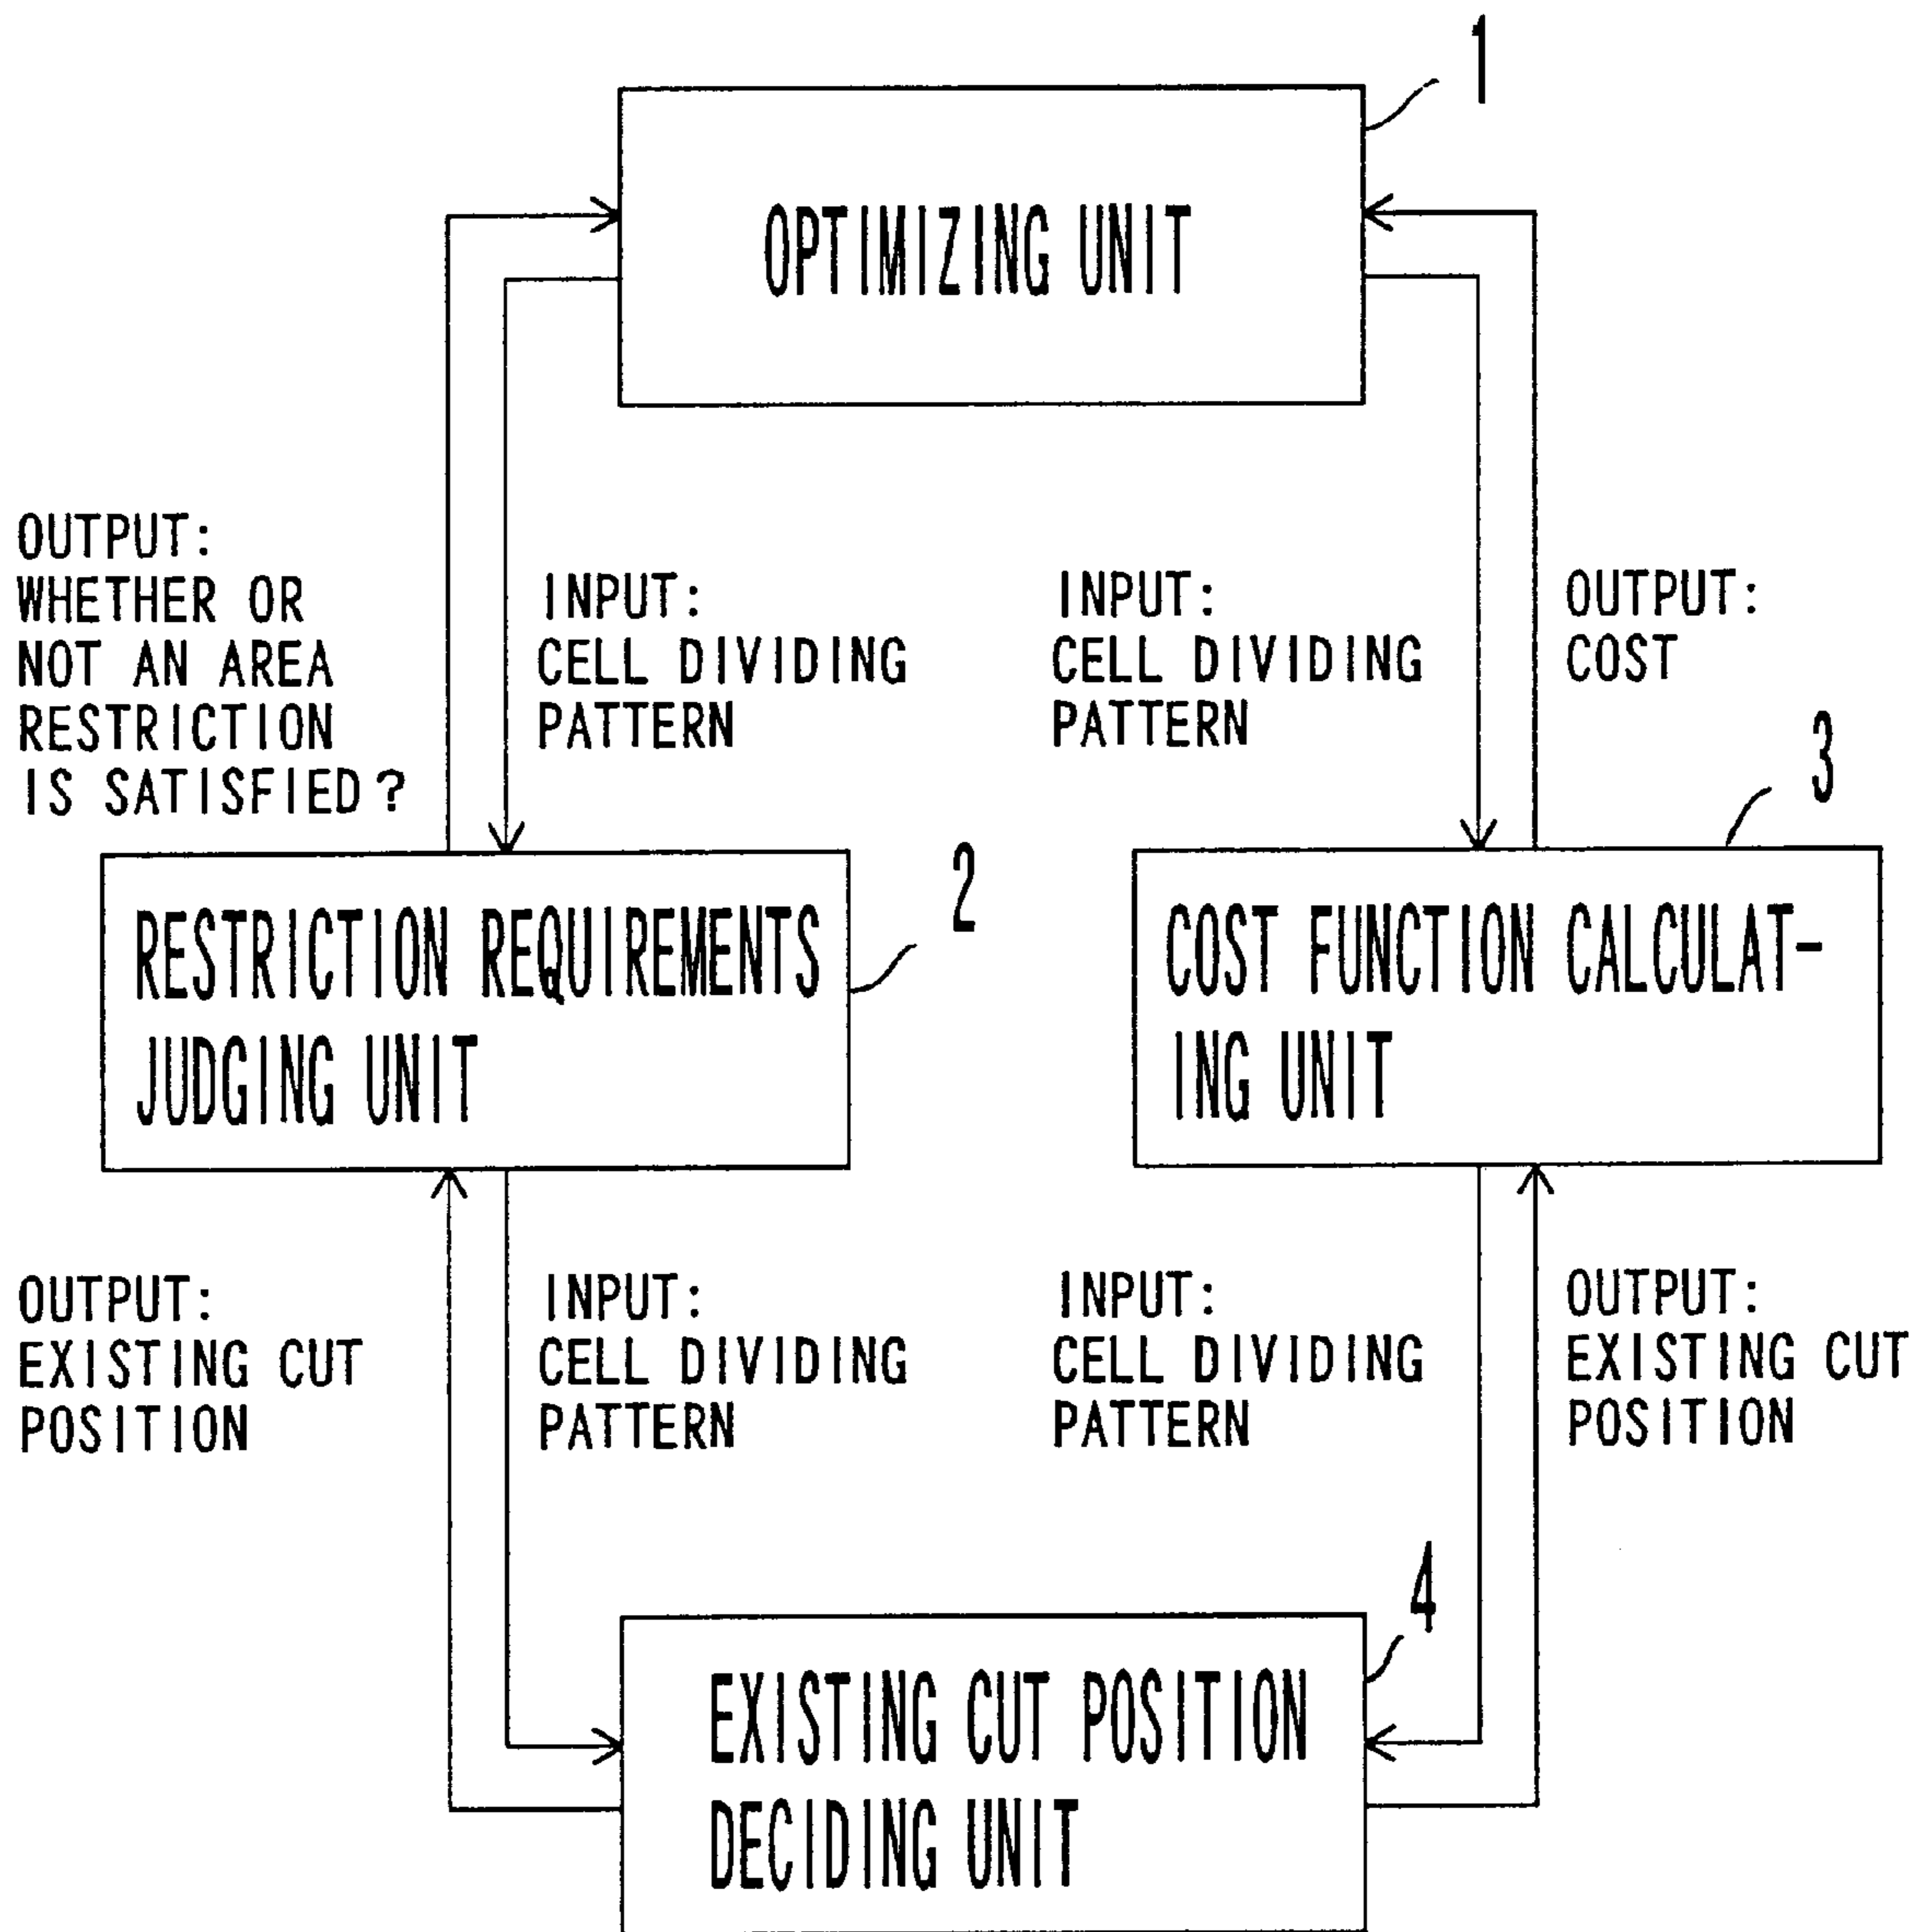 1
OPTIMIZING UNIT
OUTPUT:
WHETHER OR
NOT AN AREA
RESTRICTION
IS SATISFIED?
INPUT:
CELL DIVIDING
PATTERN
INPUT:
CELL DIVIDING
PATTERN
OUTPUT:
COST
2
RESTRICTION REQUIREMENTS
JUDGING UNIT
3
COST FUNCTION CALCULAT-
ING UNIT
OUTPUT:
EXISTING CUT
POSITION
INPUT:
CELL DIVIDING
PATTERN
INPUT:
CELL DIVIDING
PATTERN
OUTPUT:
EXISTING CUT
POSITION
4
EXISTING CUT POSITION
DECIDING UNIT